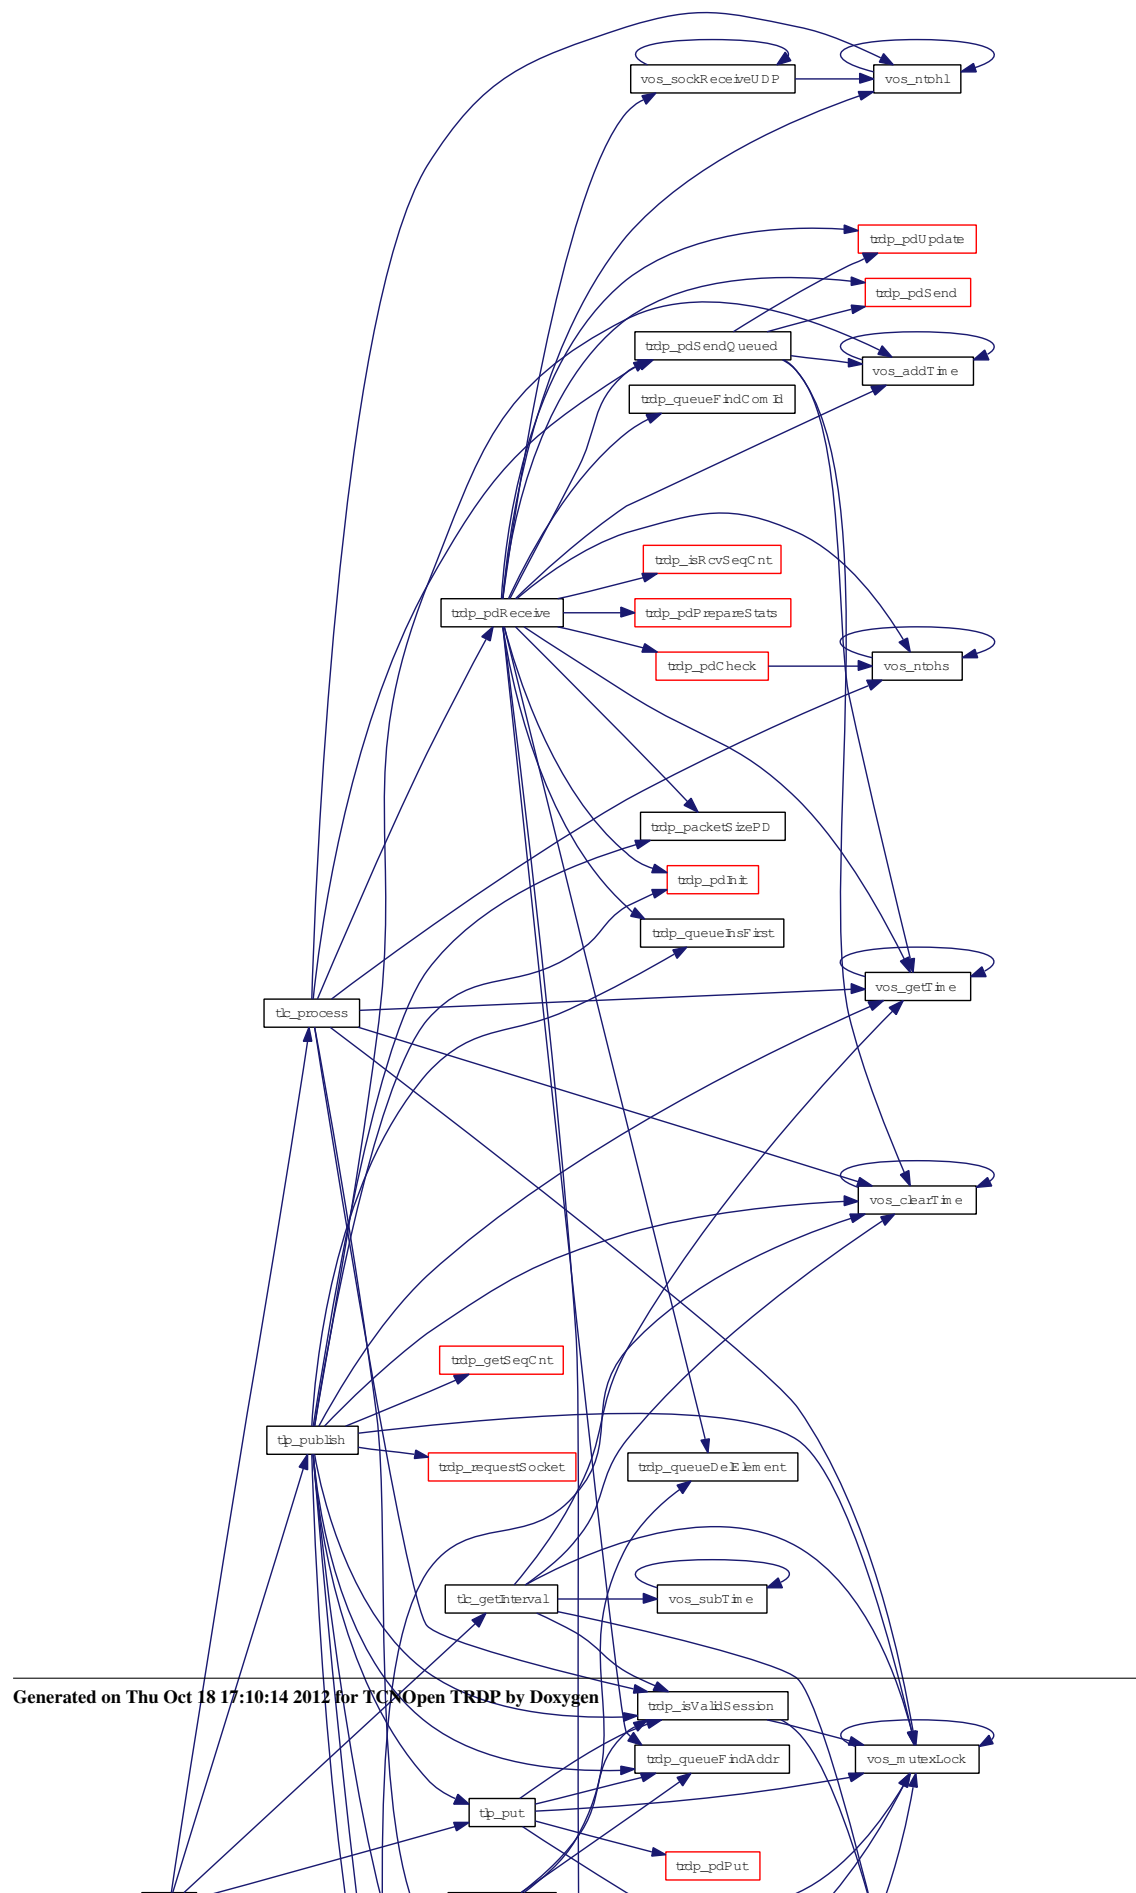 vos_sockReceiveUDP
vos_ntohl
trdp_pdUpdate
trdp_pdSend
trdp_pdSendQueued
vos_addTime
trdp_queueFindComId
trdp_isRcvSeqCnt
trdp_pdReceive
trdp_pdPrepareStats
trdp_pdCheck
vos_ntohs
trdp_packetSizePD
trdp_pdInit
trdp_queueInsFirst
vos_getTime
tlc_process
vos_clearTime
trdp_getSeqCnt
tlp_publish
trdp_requestSocket
trdp_queueDelElement
tlc_getInterval
vos_subTime
Generated on Thu Oct 18 17:10:14 2012 for TCNOpen TRDP by Doxygen
trdp_isValidSession
trdp_queueFindAddr
vos_mutexLock
tlp_put
trdp_pdPut